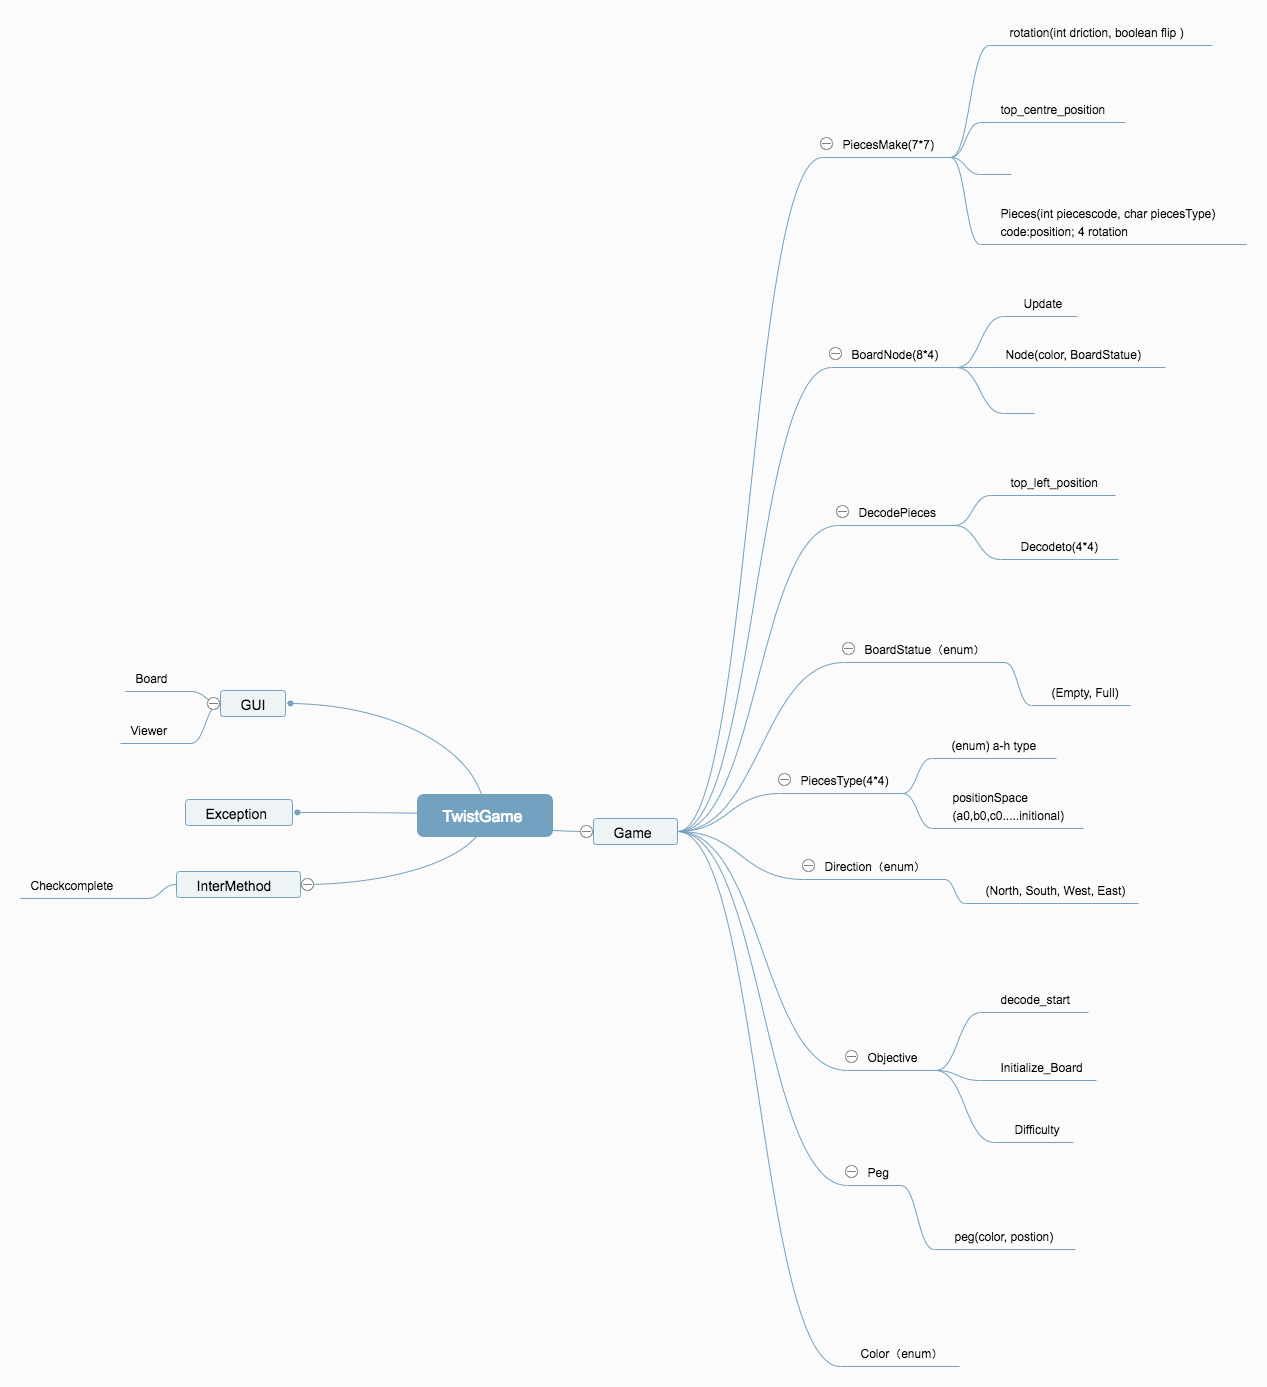 rotation(int driction, boolean flip )
top_centre_position
PiecesMake(7*7)
Pieces(int piecescode, char piecesType)
code:position; 4 rotation
Update
BoardNode(8*4)
Node(color, BoardStatue)
top_left_position
DecodePieces
Decodeto(4*4)
BoardStatue（enum）
(Empty, Full)
Board
GUI
Viewer
Exception
TwistGame
InterMethod
Checkcomplete
Game
(enum) a-h type
PiecesType(4*4)
positionSpace
(a0,b0,c0.....initional)
Direction（enum）
(North, South, West, East)
decode_start
Objective
Initialize_Board
Difficulty
Peg
peg(color, postion)
Color（enum）